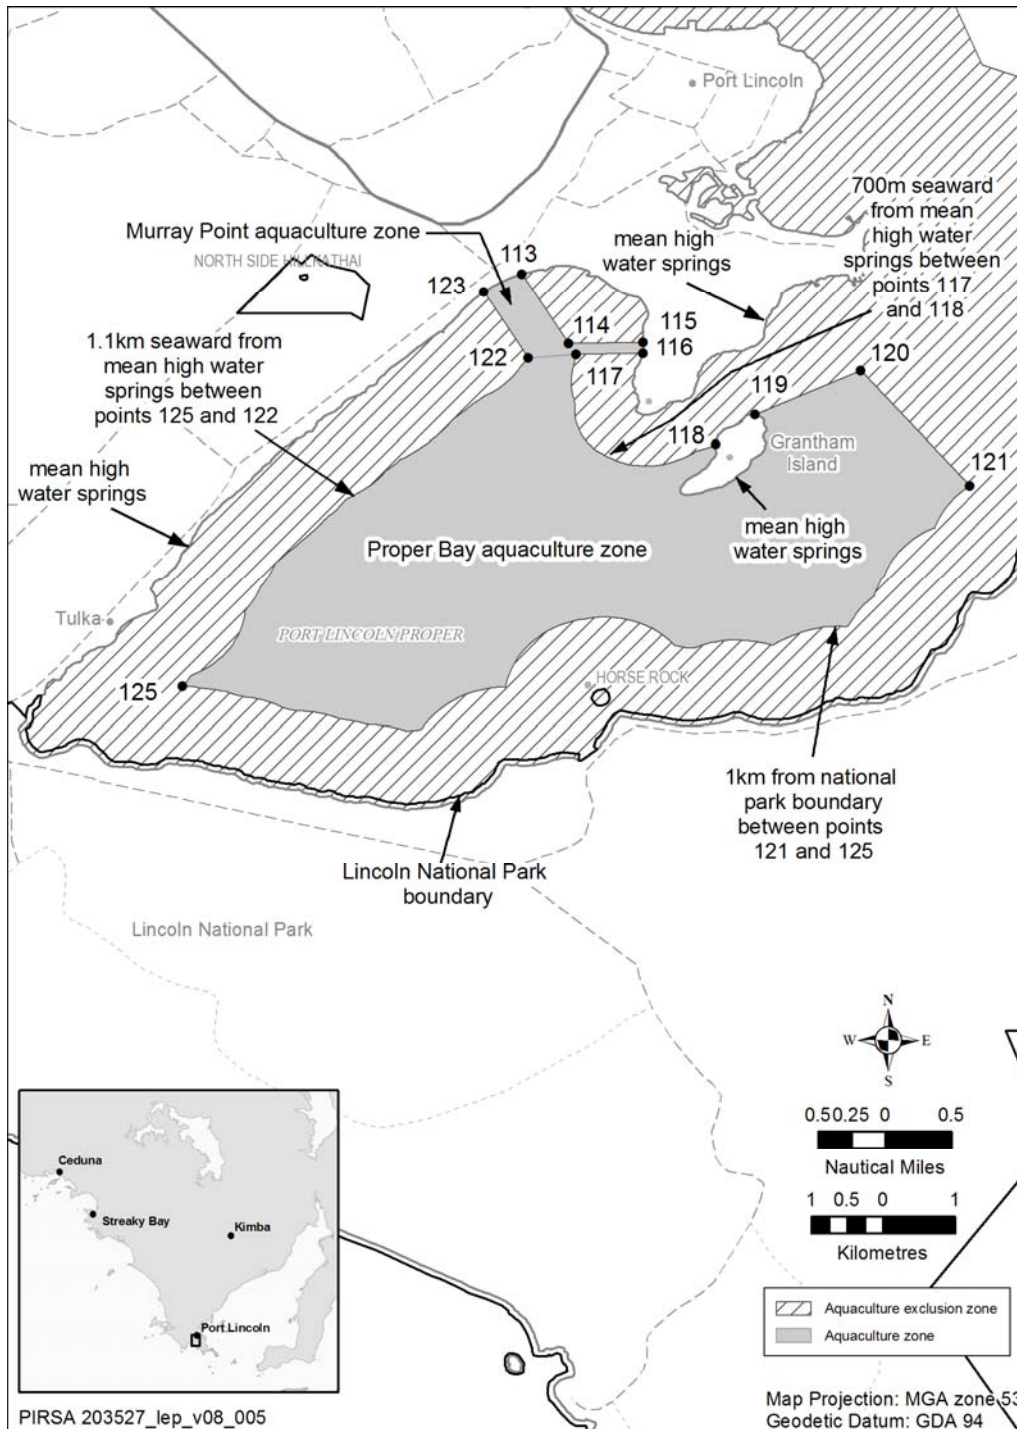 Port Lincoln
700m seaward
from mean
high water
springs between
points 117
and 118
Murray Point aquaculture zone
mean high
water springs
113
123
114
115
116
1.1km seaward from
mean high water
springs between
points 125 and 122
122
117
119
120
118
Grantham
Island
121
mean high
water springs
mean high
water springs
Proper Bay aquaculture zone
Tulka
PORT LINCOLN PROPER
125
HORSE ROCK
1km from national
park boundary
between points
121 and 125
Lincoln National Park
boundary
Lincoln National Park
N
W E
S
0.5 0.25 0 0.5
Nautical Miles
1 0.5 0 1
Kilometres
Ceduna
Streaky Bay
Kimba
Port Lincoln
Aquaculture exclusion zone
Aquaculture zone
PIRSA 203527_lep_v08_005
Map Projection: MGA zone 53
Geodetic Datum: GDA 94